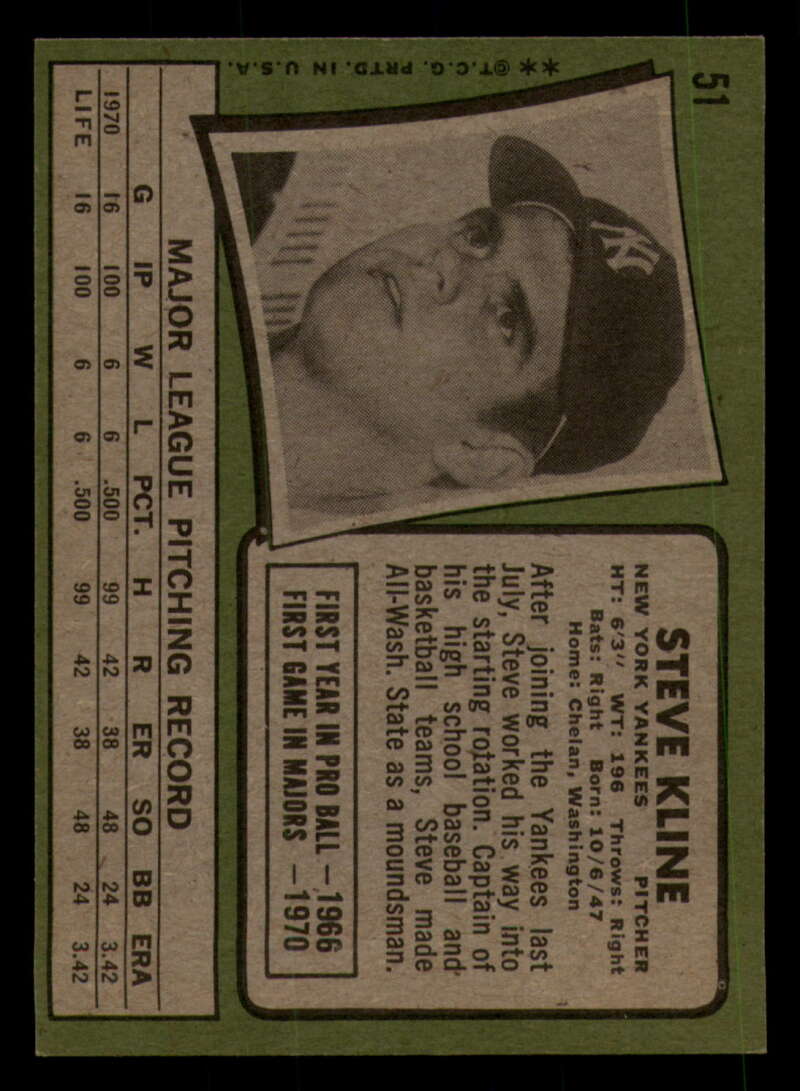 51
** ©T.C.G. PRTD. IN U.S.A.
NY
STEVE KLINE
NEW YORK YANKEES PITCHER
HT: 6'3" WT: 196 Throws: Right
Bats: Right Born: 10/6/47
Home: Chelan, Washington
After joining the Yankees last
July, Steve worked his way into
the starting rotation. Captain of
his high school baseball and
basketball teams, Steve made
All-Wash. State as a moundsman.
FIRST YEAR IN PRO BALL — 1966
FIRST GAME IN MAJORS — 1970
MAJOR LEAGUE PITCHING RECORD
G IP W L PCT. H R ER SO BB ERA
1970 16 100 6 6 .500 99 42 38 48 24 3.42
LIFE 16 100 6 6 .500 99 42 38 48 24 3.42